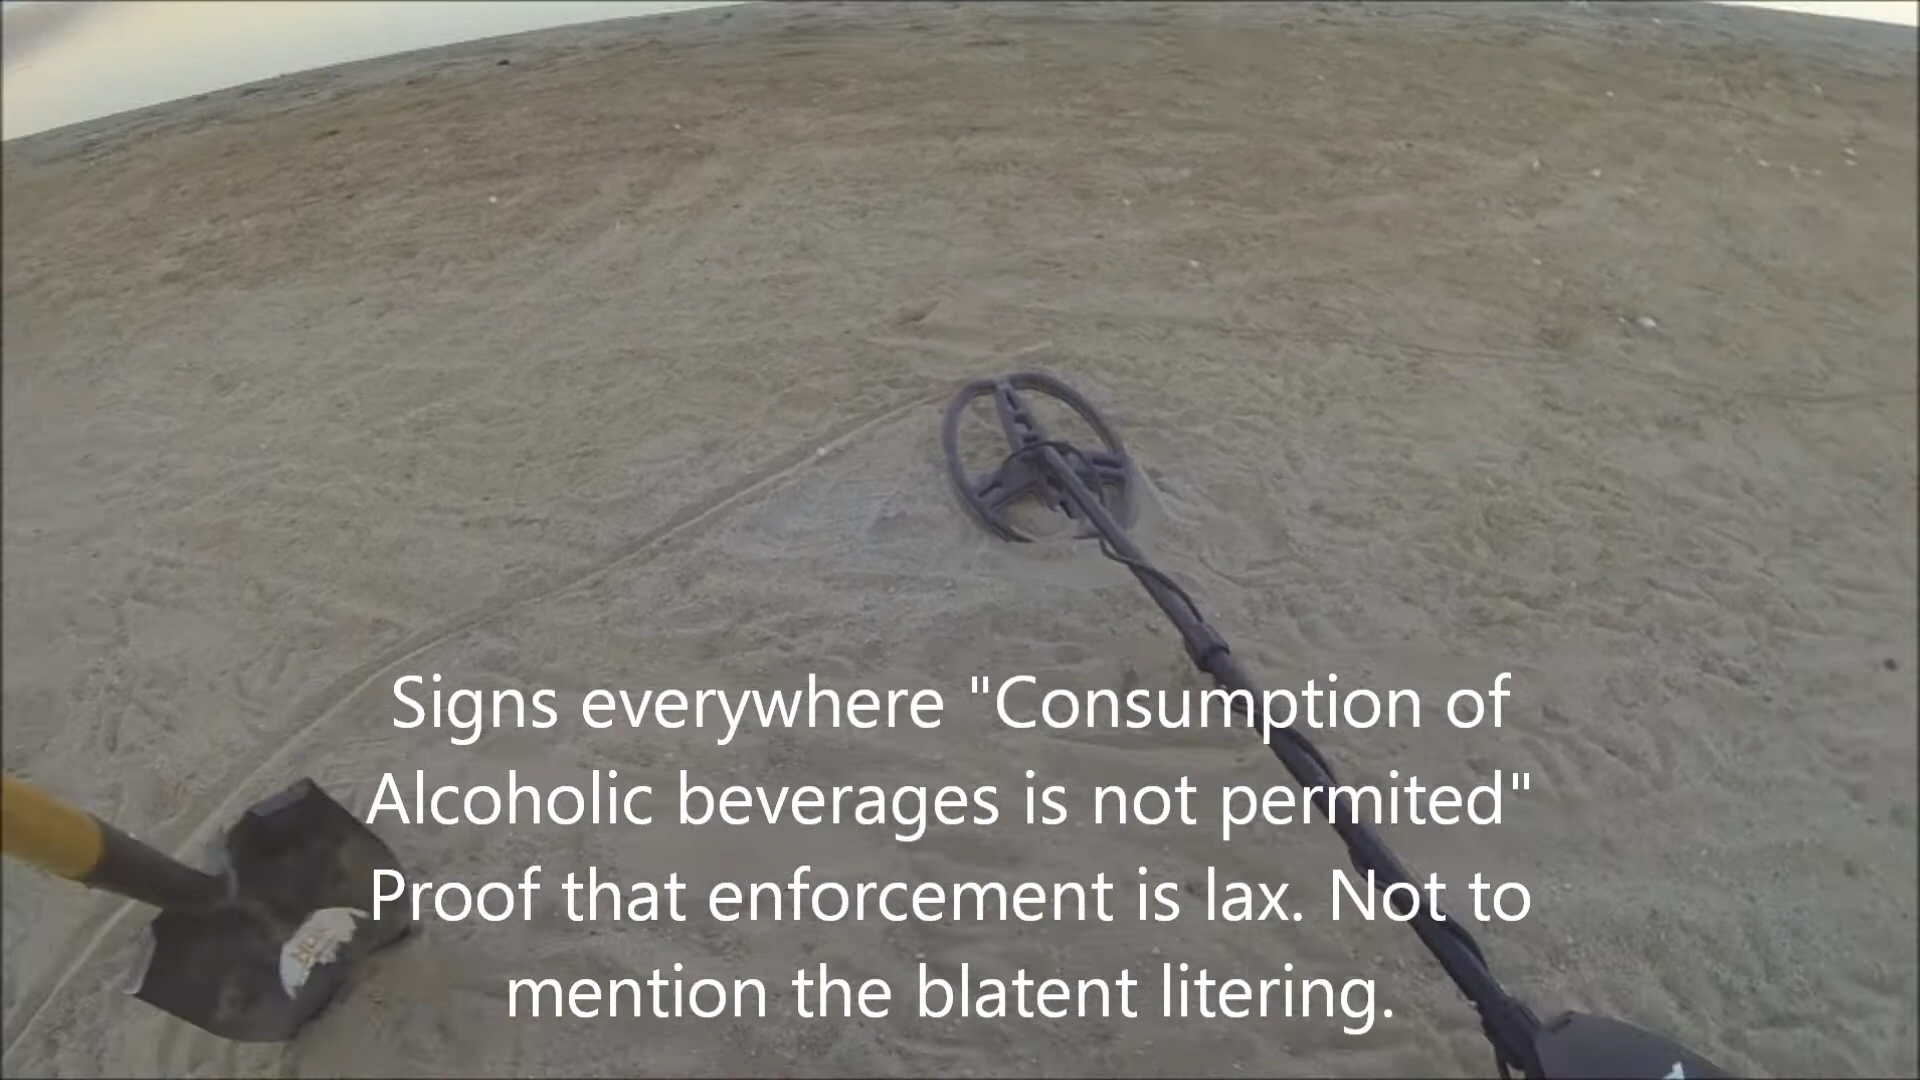 Signs everywhere "Consumption of
Alcoholic beverages is not permited"
Proof that enforcement is lax. Not to
mention the blatent litering.